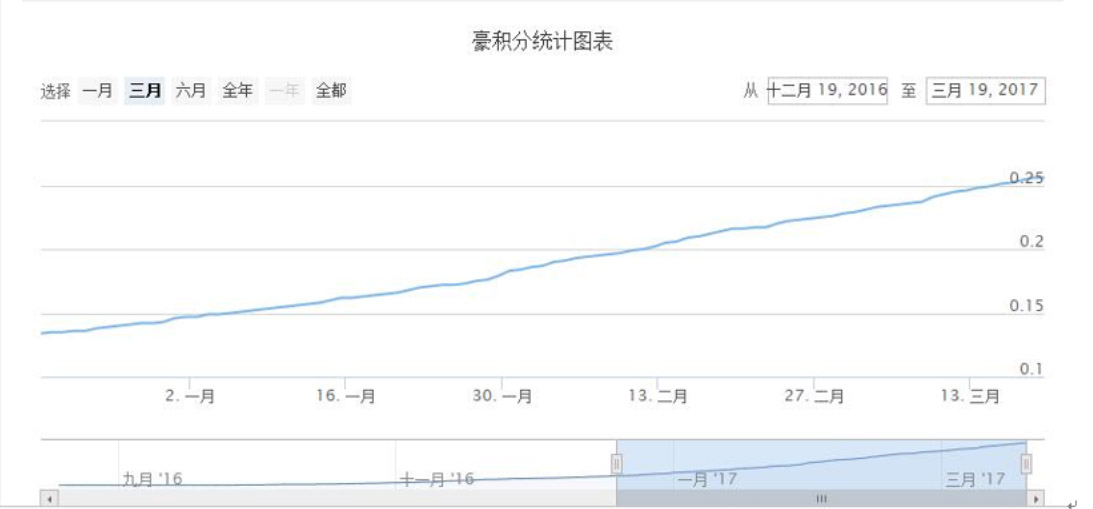 豪积分统计图表
选择 一月 三月 六月 全年 一年 全都 从 十二月 19, 2016 至 三月 19, 2017
0.25
0.2
0.15
0.1
2. 一月 16. 一月 30. 一月 13. 二月 27. 二月 13. 三月
九月 '16 十一月 '16 一月 '17 三月 '17